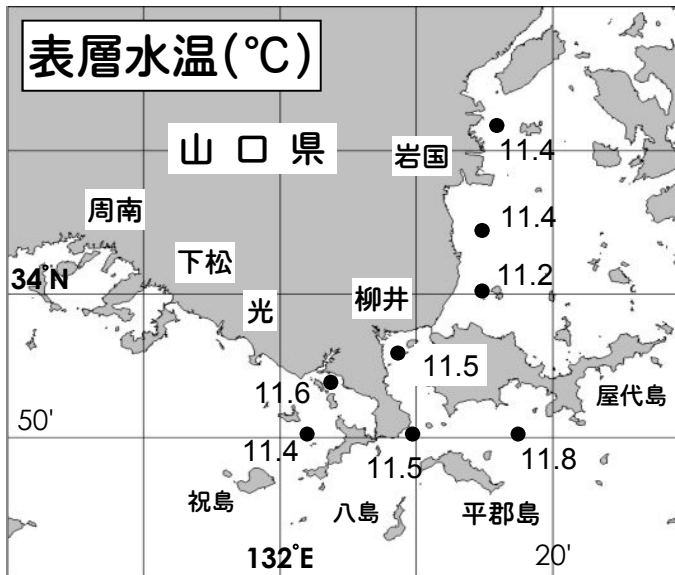 表層水温(℃)
山口県
岩国
11.4
周南
11.4
下松
34°N
11.2
柳井
光
11.5
11.6
屋代島
50'
11.4
11.5
11.8
祝島
八島
平郡島
132°E
20'